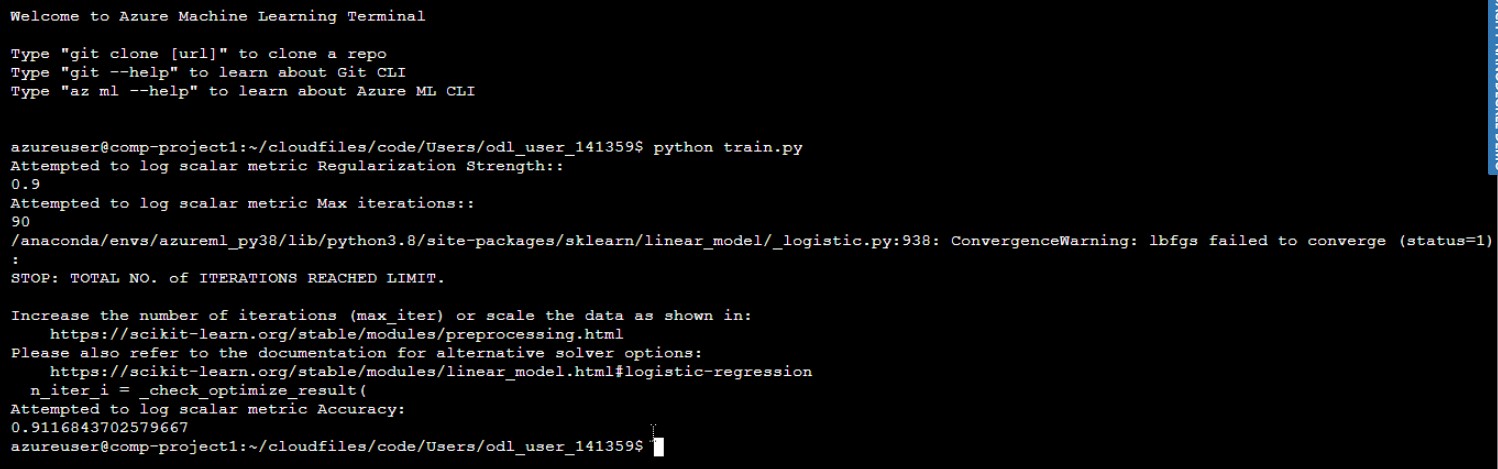 Welcome to Azure Machine Learning Terminal
Type "git clone [url]" to clone a repo
Type "git --help" to learn about Git CLI
Type "az ml --help" to learn about Azure ML CLI
azureuser@comp-project1:~/cloudfiles/code/Users/odl_user_141359$ python train.py
Attempted to log scalar metric Regularization Strength::
0.9
Attempted to log scalar metric Max iterations::
90
/anaconda/envs/azureml_py38/lib/python3.8/site-packages/sklearn/linear_model/_logistic.py:938: ConvergenceWarning: lbfgs failed to converge (status=1)
:
STOP: TOTAL NO. of ITERATIONS REACHED LIMIT.
Increase the number of iterations (max_iter) or scale the data as shown in:
    https://scikit-learn.org/stable/modules/preprocessing.html
Please also refer to the documentation for alternative solver options:
    https://scikit-learn.org/stable/modules/linear_model.html#logistic-regression
  n_iter_i = _check_optimize_result(
Attempted to log scalar metric Accuracy:
0.9116843702579667
azureuser@comp-project1:~/cloudfiles/code/Users/odl_user_141359$